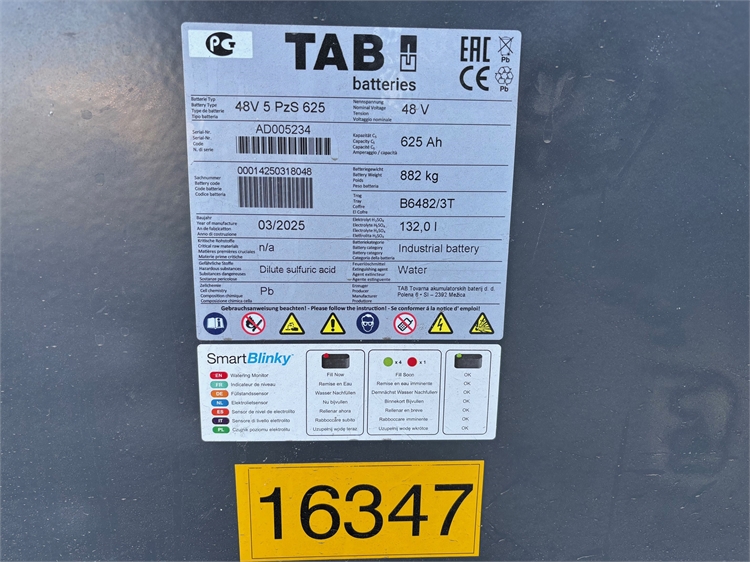 PG
TAB
batteries
EAC
CE
Pb
Pb
Batterie Typ
Battery Type
Type de batterie
Tipo batteria
48V 5 PzS 625
Nennspannung
Nominal Voltage
Tension
Voltaggio nominale
48 V
Serial-Nr.
Serial-Nr.
Code
N. di serie
AD005234
Kapazität C₅
Capacity C₅
Capacité C₅
Amperaggio / capacità
625 Ah
Sachnummer
Battery code
Code batterie
Codice batteria
00014250318048
Batteriegewicht
Battery Weight
Poids
Peso batteria
882 kg
Trog
Tray
Coffre
El Cofra
B6482/3T
Baujahr
Year of manufacture
An de fabrication
Anno di costruzione
03/2025
Elektrolyt H₂SO₄
Electrolyte H₂SO₄
Electrolyte H₂SO₄
Elettrolita H₂SO₄
132,0 l
Kritische Rohstoffe
Critical raw materials
Matières premières cruciales
Materie prime critiche
n/a
Batteriekategorie
Battery category
Battery category
Categoria della batteria
Industrial battery
Gefährliche Stoffe
Hazardous substances
Substances dangereuses
Sostanze pericolose
Dilute sulfuric acid
Feuerlöschmittel
Extinguishing agent
Agent extincteur
Agente estinguente
Water
Zellchemie
Cell chemistry
Composition chimique
Composizione chimica cella
Pb
Erzeuger
Producer
Manufacturer
Produttore
TAB Tovarna akumulatorskih baterij d. d.
Polena 6 • SI – 2392 Mežica
Gebrauchsanweisung beachten! - Please follow the instruction! - Se conformer à la notice d' emploi!
SmartBlinky
x 4
x 1
EN Watering Monitor Fill Now Fill Soon OK
FR Indicateur de niveau Remise en Eau Remise en eau imminente OK
DE Füllstandsensor Wasser Nachfüllen Demnächst Wasser Nachfüllen OK
NL Elektrolietsensor Nu bijvullen Binnekort Bijvullen OK
ES Sensor de nivel de electrolito Rellenar ahora Rellenar en breve OK
IT Sensore di livello elettrolito Rabboccare subito Rabboccare imminente OK
PL Czujnik poziomu elektrolitu Uzupełnij wodę teraz Uzupełnij wodę wkrótce OK
16347